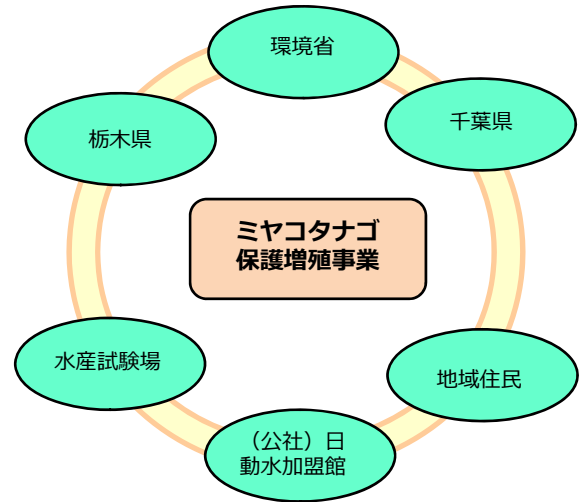 環境省
千葉県
栃木県
ミヤコタナゴ
保護増殖事業
水産試験場
地域住民
（公社）日
動水加盟館